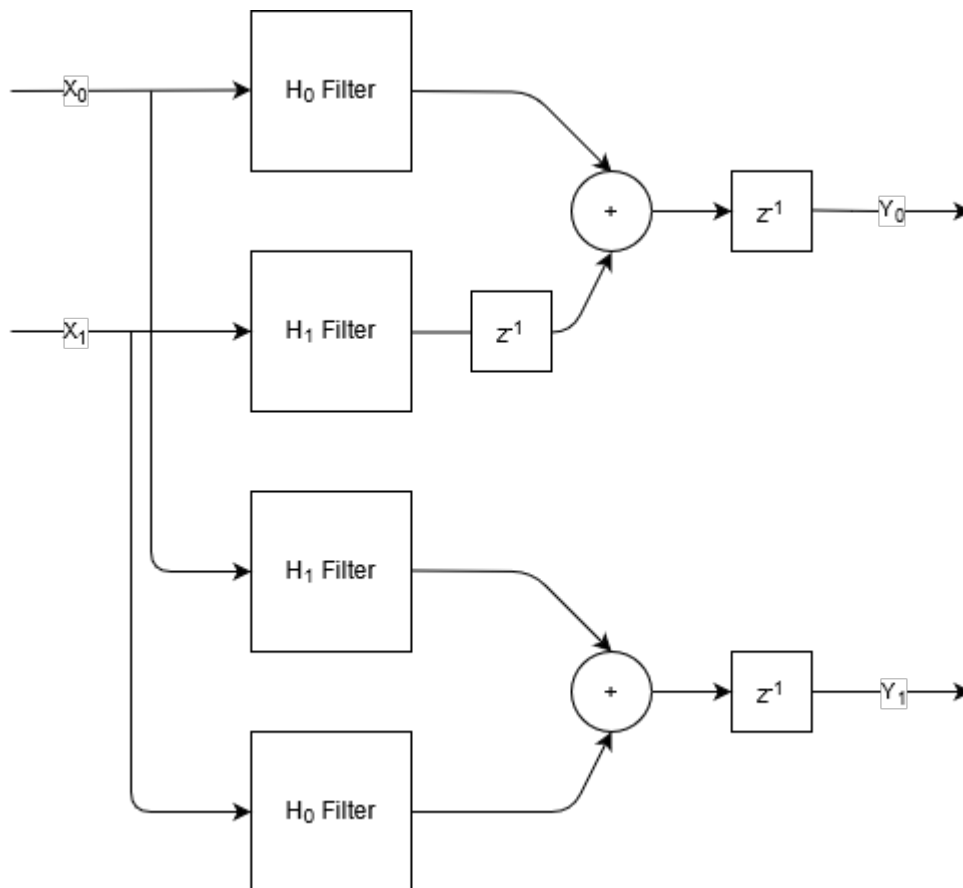 X₀
H₀ Filter
+
z⁻¹
Y₀
X₁
H₁ Filter
z⁻¹
H₁ Filter
+
z⁻¹
Y₁
H₀ Filter